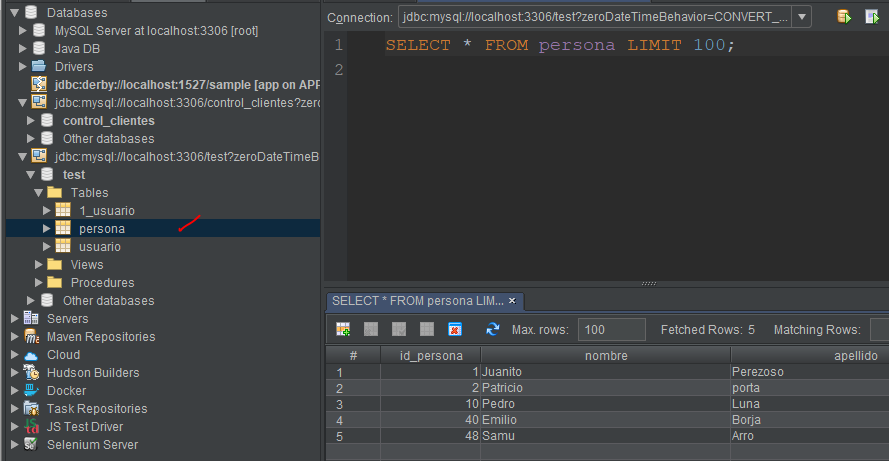 Databases
MySQL Server at localhost:3306 [root]
Java DB
Drivers
jdbc:derby://localhost:1527/sample [app on APP
jdbc:mysql://localhost:3306/control_clientes?zero
control_clientes
Other databases
jdbc:mysql://localhost:3306/test?zeroDateTimeB
test
Tables
1_usuario
persona
usuario
Views
Procedures
Other databases
Servers
Maven Repositories
Cloud
Hudson Builders
Docker
Task Repositories
JS Test Driver
Selenium Server
Connection: jdbc:mysql://localhost:3306/test?zeroDateTimeBehavior=CONVERT_...
1 SELECT * FROM persona LIMIT 100;
2
SELECT * FROM persona LIM... ×
Max. rows: 100 Fetched Rows: 5 Matching Rows:
# id_persona nombre apellido
1 1 Juanito Perezoso
2 2 Patricio porta
3 10 Pedro Luna
4 40 Emilio Borja
5 48 Samu Arro